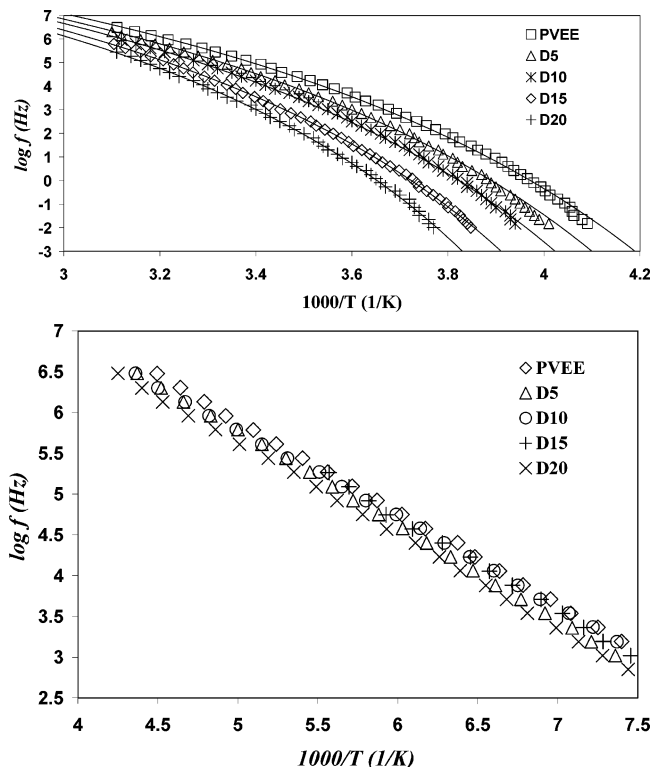 7
6
5
4
3
2
1
0
-1
-2
-3
log f (Hz)
PVEE
D5
D10
D15
D20
3 3.2 3.4 3.6 3.8 4 4.2
1000/T (1/K)
7
6.5
6
5.5
5
4.5
4
3.5
3
2.5
log f (Hz)
PVEE
D5
D10
D15
D20
4 4.5 5 5.5 6 6.5 7 7.5
1000/T (1/K)